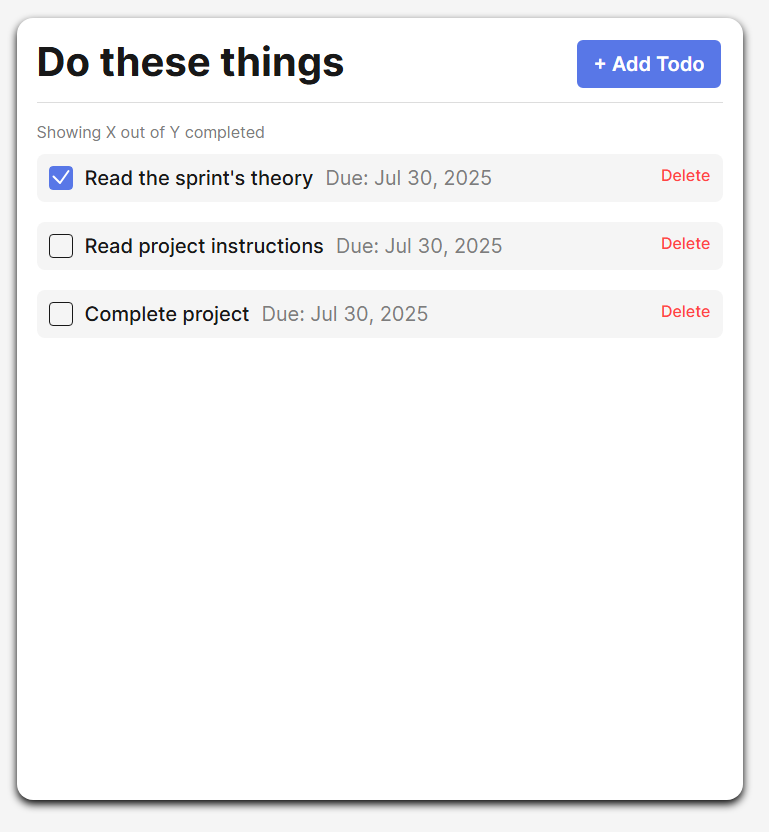 Do these things
+ Add Todo
Showing X out of Y completed
Read the sprint's theory Due: Jul 30, 2025 Delete
Read project instructions Due: Jul 30, 2025 Delete
Complete project Due: Jul 30, 2025 Delete